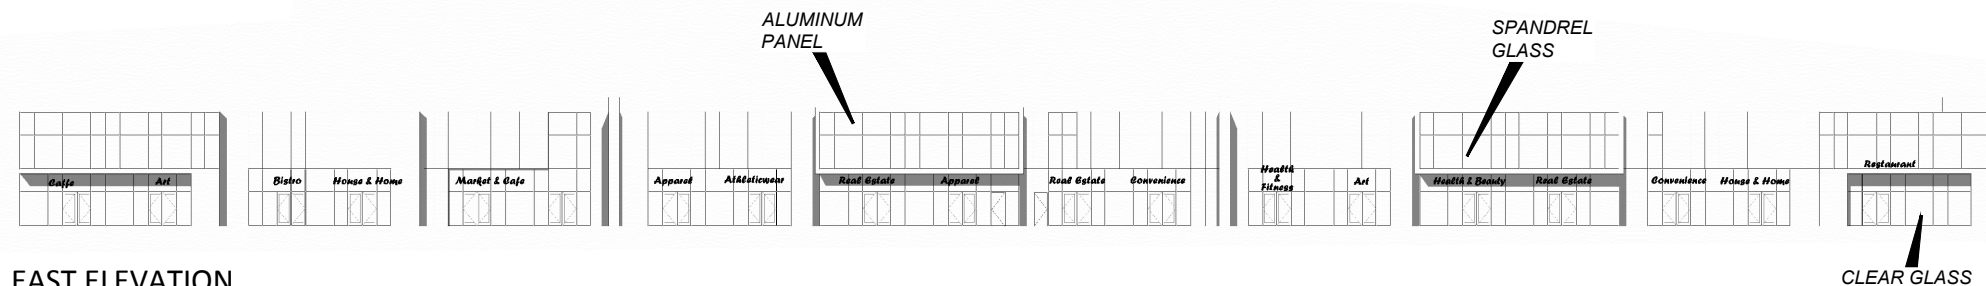 ALUMINUM
PANEL
SPANDREL
GLASS
Caffe
Art
Bistro
House & Home
Market & Cafe
Apparel
Athleticwear
Real Estate
Apparel
Real Estate
Convenience
Health
&
Fitness
Art
Health & Beauty
Real Estate
Convenience
House & Home
Restaurant
EAST ELEVATION
CLEAR GLASS